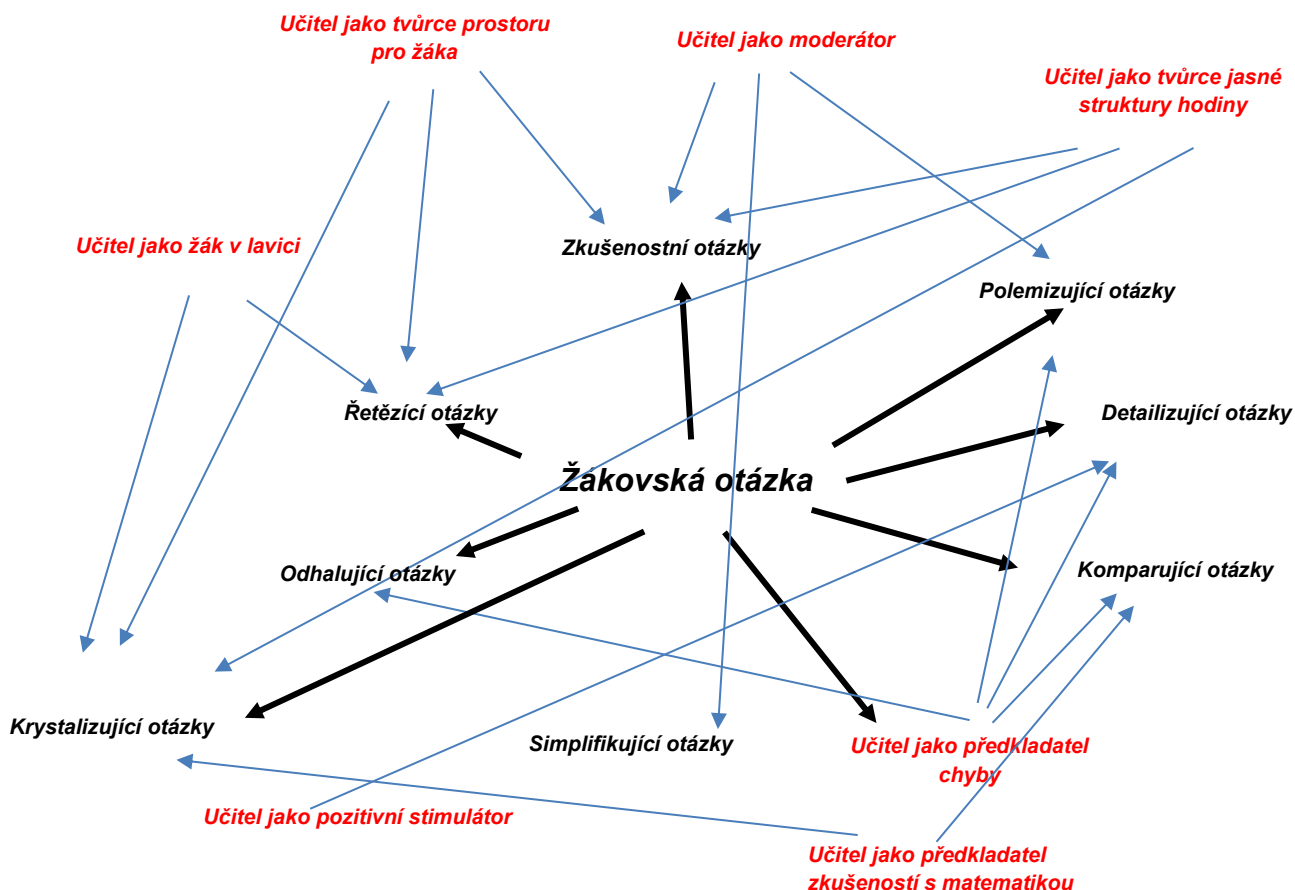 Učitel jako tvůrce prostoru
pro žáka
Učitel jako moderátor
Učitel jako tvůrce jasné
struktury hodiny
Učitel jako žák v lavici
Zkušenostní otázky
Polemizující otázky
Řetězící otázky
Detailizující otázky
Žákovská otázka
Odhalující otázky
Komparující otázky
Krystalizující otázky
Simplifikující otázky
Učitel jako předkladatel
chyby
Učitel jako pozitivní stimulátor
Učitel jako předkladatel
zkušeností s matematikou